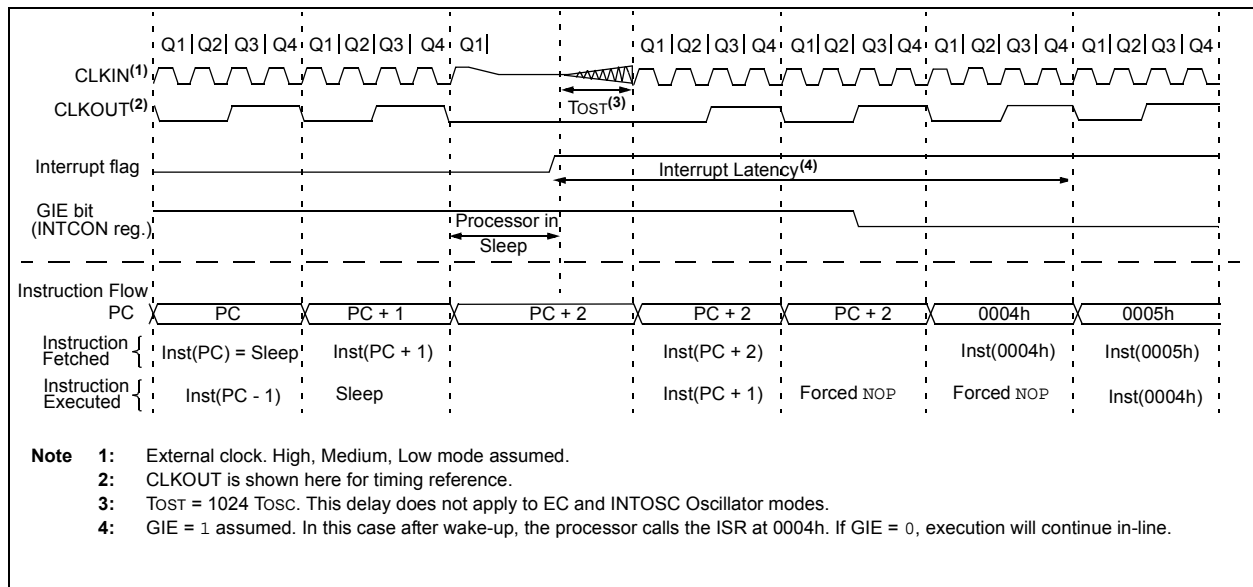 Q1 Q2 Q3 Q4 Q1 Q2 Q3 Q4 Q1 Q1 Q2 Q3 Q4 Q1 Q2 Q3 Q4 Q1 Q2 Q3 Q4 Q1 Q2 Q3 Q4
CLKIN(1)
CLKOUT(2)
TOST(3)
Interrupt flag
Interrupt Latency(4)
GIE bit
(INTCON reg.)
Processor in
Sleep
Instruction Flow
PC PC PC + 1 PC + 2 PC + 2 PC + 2 0004h 0005h
Instruction
Fetched
Inst(PC) = Sleep Inst(PC + 1) Inst(PC + 2) Inst(0004h) Inst(0005h)
Instruction
Executed
Inst(PC - 1) Sleep Inst(PC + 1) Forced NOP Forced NOP Inst(0004h)
Note 1: External clock. High, Medium, Low mode assumed.
2: CLKOUT is shown here for timing reference.
3: TOST = 1024 TOSC. This delay does not apply to EC and INTOSC Oscillator modes.
4: GIE = 1 assumed. In this case after wake-up, the processor calls the ISR at 0004h. If GIE = 0, execution will continue in-line.